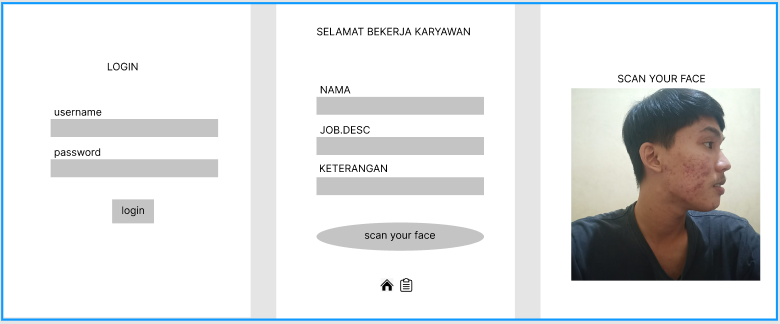 LOGIN
username
password
login
SELAMAT BEKERJA KARYAWAN
NAMA
JOB.DESC
KETERANGAN
scan your face
SCAN YOUR FACE